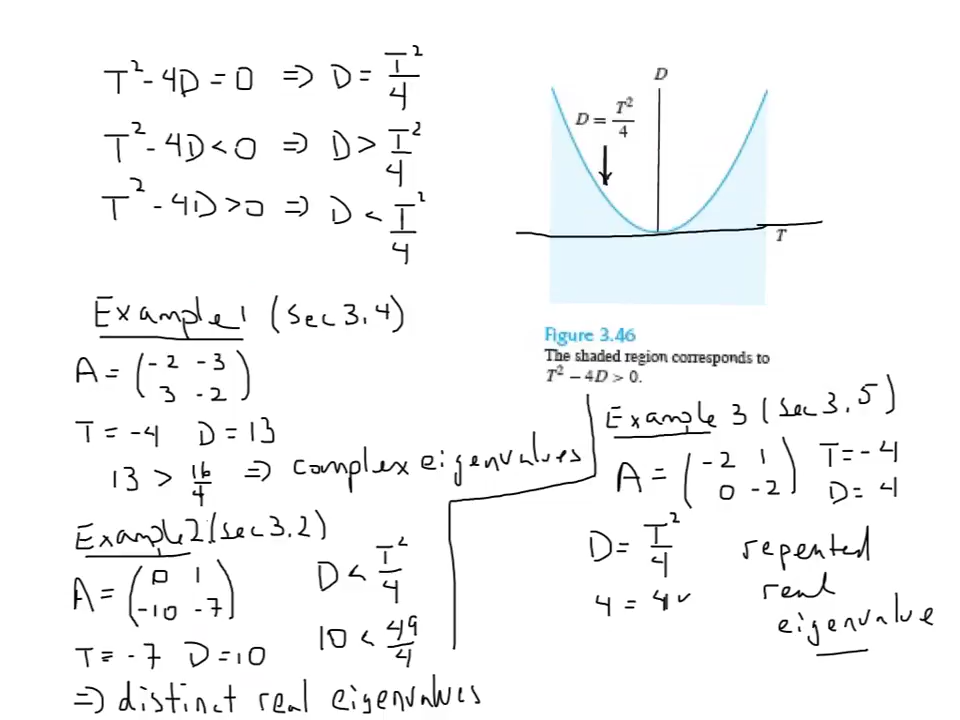 T² - 4D = 0 ⇒ D = T²/4
T² - 4D < 0 ⇒ D > T²/4
T² - 4D > 0 ⇒ D < T²/4
D
D = T²/4
T
Figure 3.46
The shaded region corresponds to
T² – 4D > 0.
Example 1 (Sec 3.4)
A = (-2 -3
3 -2)
T = -4 D = 13
13 > 16/4 ⇒ complex eigenvalues
Example 2: (Sec 3.2)
A = (0 1
-10 -7)
T = -7 D = 10
D < T²/4
10 < 49/4
⇒ distinct real eigenvalues
Example 3 (Sec 3.5)
A = (-2 1
0 -2)
T = -4
D = 4
D = T²/4
4 = 4 ✓
repeated
real
eigenvalue